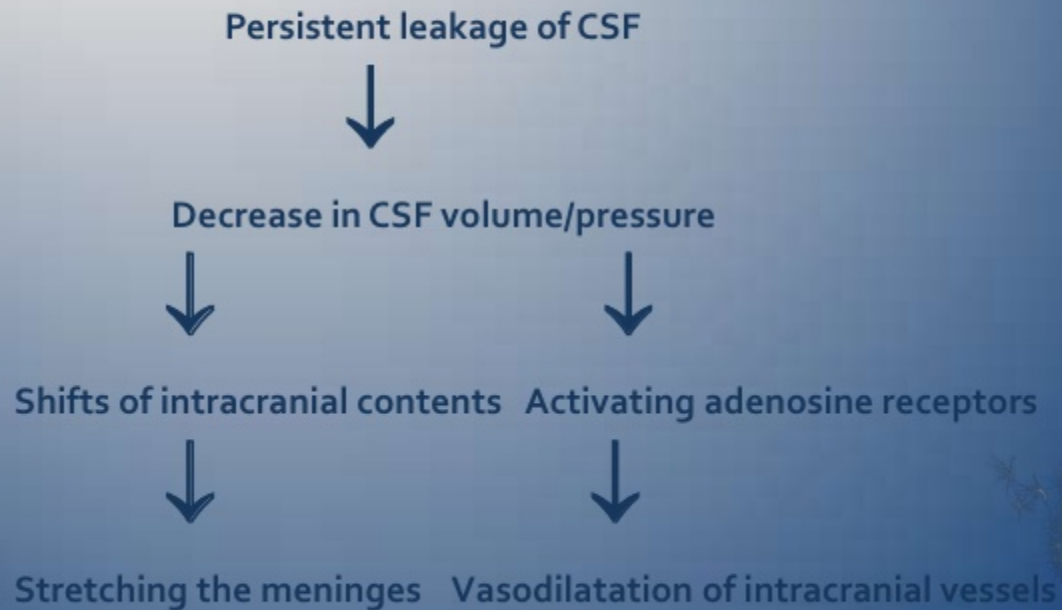 Persistent leakage of CSF
Decrease in CSF volume/pressure
Shifts of intracranial contents Activating adenosine receptors
Stretching the meninges Vasodilatation of intracranial vessels